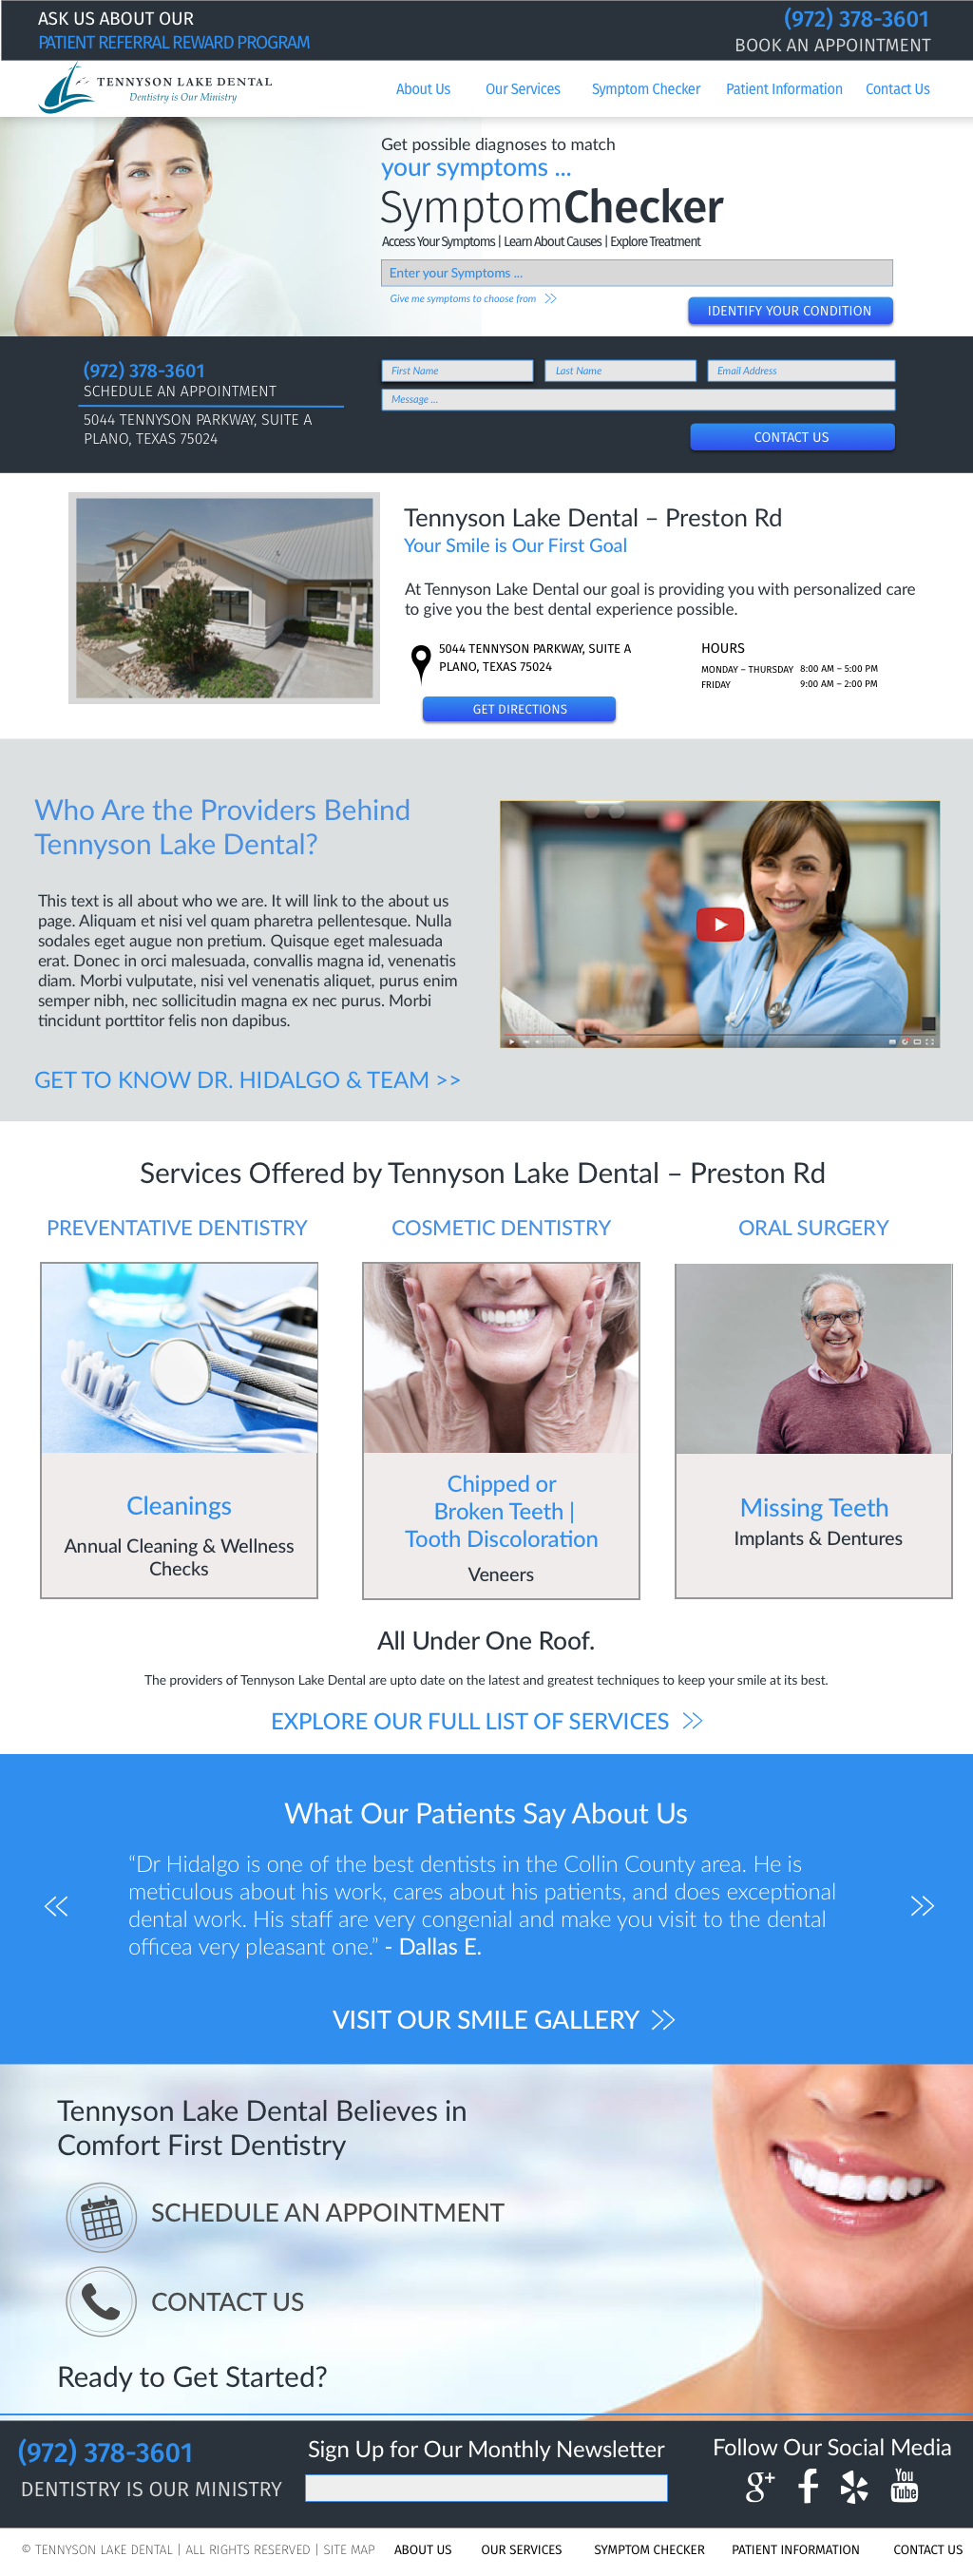 ASK US ABOUT OUR
PATIENT REFERRAL REWARD PROGRAM
(972) 378-3601
BOOK AN APPOINTMENT
TENNYSON LAKE DENTAL
Dentistry is Our Ministry
About Us Our Services Symptom Checker Patient Information Contact Us
Get possible diagnoses to match
your symptoms ...
SymptomChecker
Access Your Symptoms | Learn About Causes | Explore Treatment
Enter your Symptoms ...
Give me symptoms to choose from >>
IDENTIFY YOUR CONDITION
(972) 378-3601
SCHEDULE AN APPOINTMENT
5044 TENNYSON PARKWAY, SUITE A
PLANO, TEXAS 75024
First Name Last Name Email Address
Message ...
CONTACT US
Tennyson Lake Dental – Preston Rd
Your Smile is Our First Goal
At Tennyson Lake Dental our goal is providing you with personalized care
to give you the best dental experience possible.
5044 TENNYSON PARKWAY, SUITE A
PLANO, TEXAS 75024
GET DIRECTIONS
HOURS
MONDAY – THURSDAY 8:00 AM – 5:00 PM
FRIDAY 9:00 AM – 2:00 PM
Who Are the Providers Behind
Tennyson Lake Dental?
This text is all about who we are. It will link to the about us
page. Aliquam et nisi vel quam pharetra pellentesque. Nulla
sodales eget augue non pretium. Quisque eget malesuada
erat. Donec in orci malesuada, convallis magna id, venenatis
diam. Morbi vulputate, nisi vel venenatis aliquet, purus enim
semper nibh, nec sollicitudin magna ex nec purus. Morbi
tincidunt porttitor felis non dapibus.
GET TO KNOW DR. HIDALGO & TEAM >>
Services Offered by Tennyson Lake Dental – Preston Rd
PREVENTATIVE DENTISTRY
Cleanings
Annual Cleaning & Wellness
Checks
COSMETIC DENTISTRY
Chipped or
Broken Teeth |
Tooth Discoloration
Veneers
ORAL SURGERY
Missing Teeth
Implants & Dentures
All Under One Roof.
The providers of Tennyson Lake Dental are upto date on the latest and greatest techniques to keep your smile at its best.
EXPLORE OUR FULL LIST OF SERVICES >>
What Our Patients Say About Us
“Dr Hidalgo is one of the best dentists in the Collin County area. He is
meticulous about his work, cares about his patients, and does exceptional
dental work. His staff are very congenial and make you visit to the dental
officea very pleasant one.” - Dallas E.
VISIT OUR SMILE GALLERY >>
Tennyson Lake Dental Believes in
Comfort First Dentistry
SCHEDULE AN APPOINTMENT
CONTACT US
Ready to Get Started?
(972) 378-3601
DENTISTRY IS OUR MINISTRY
Sign Up for Our Monthly Newsletter
Follow Our Social Media
g+ f You Tube
© TENNYSON LAKE DENTAL | ALL RIGHTS RESERVED | SITE MAP ABOUT US OUR SERVICES SYMPTOM CHECKER PATIENT INFORMATION CONTACT US